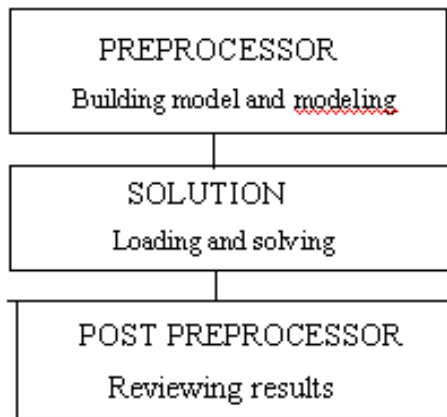 PREPROCESSOR
Building model and modeling
SOLUTION
Loading and solving
POST PREPROCESSOR
Reviewing results